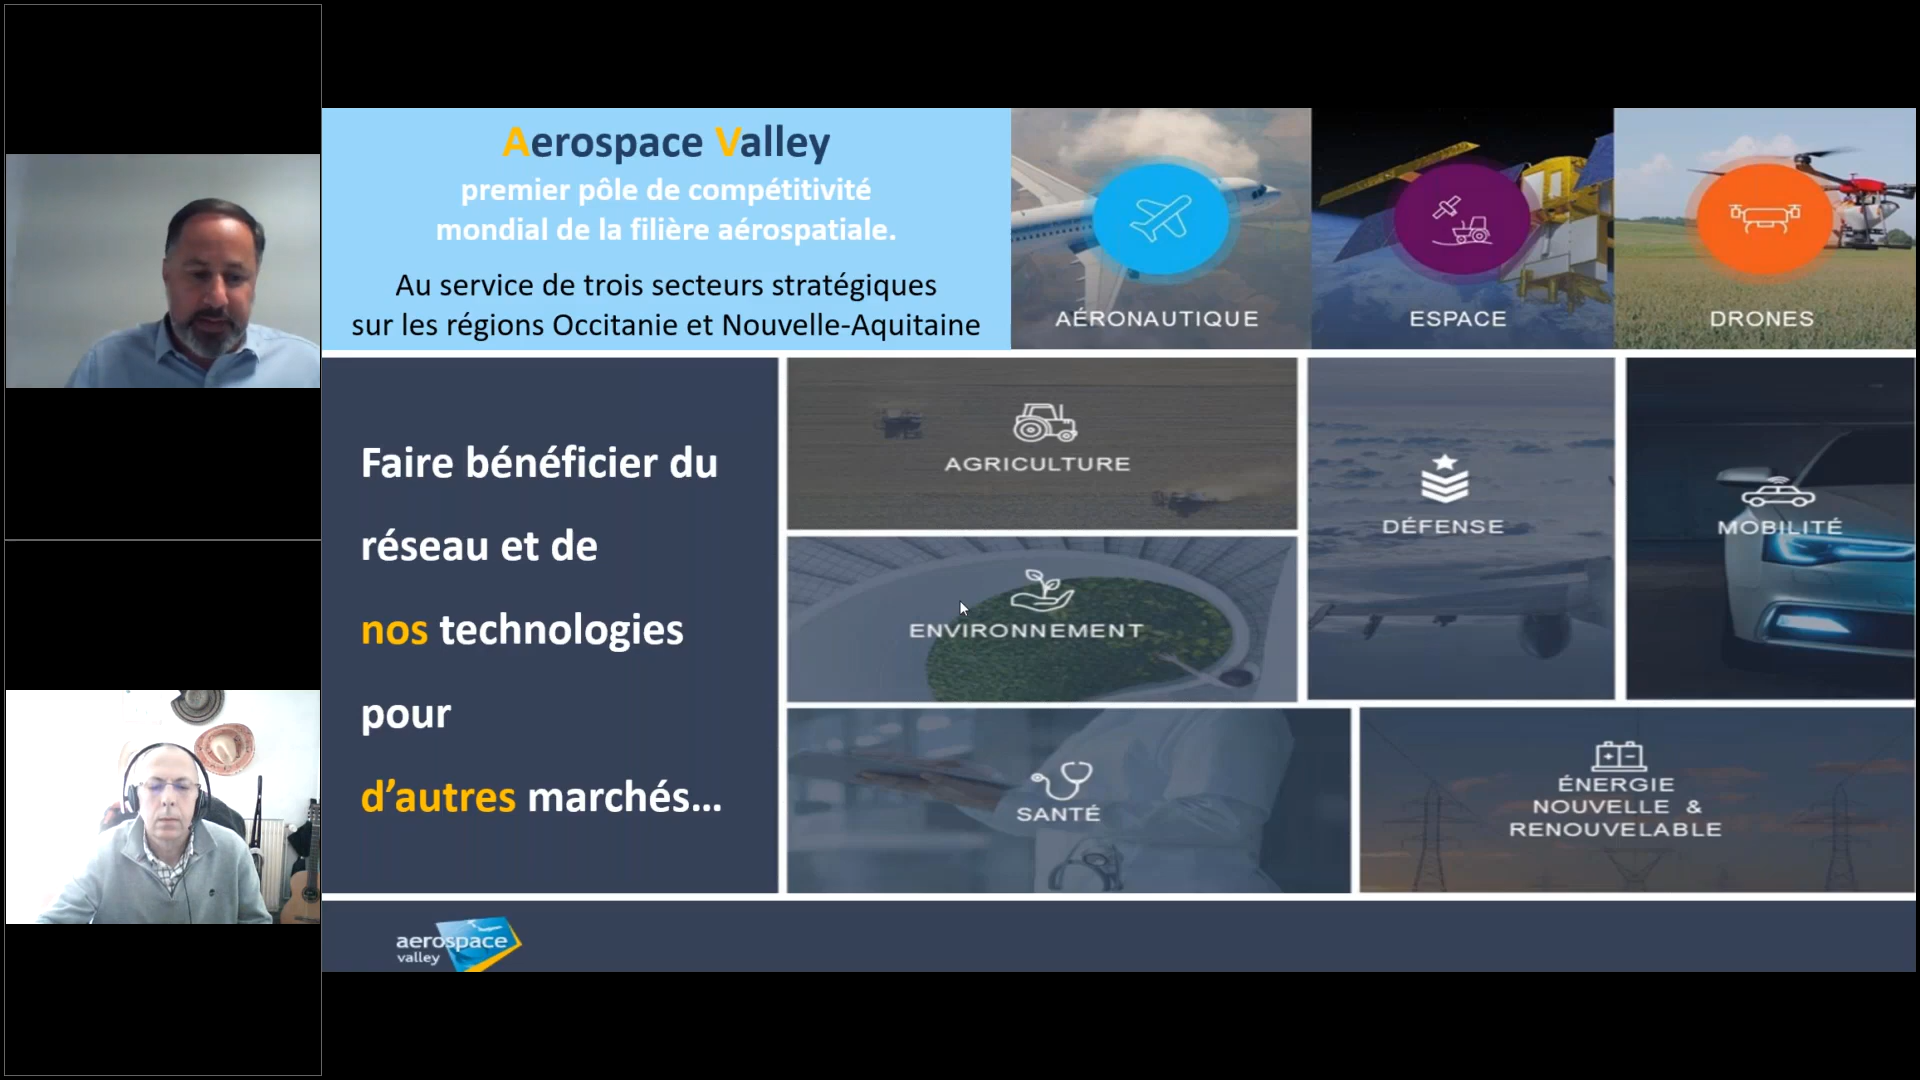 Aerospace Valley
premier pôle de compétitivité
mondial de la filière aérospatiale.
Au service de trois secteurs stratégiques
sur les régions Occitanie et Nouvelle-Aquitaine
AÉRONAUTIQUE
ESPACE
DRONES
Faire bénéficier du
réseau et de
nos technologies
pour
d’autres marchés...
AGRICULTURE
DÉFENSE
MOBILITÉ
ENVIRONNEMENT
SANTÉ
ÉNERGIE
NOUVELLE &
RENOUVELABLE
aerospace
valley